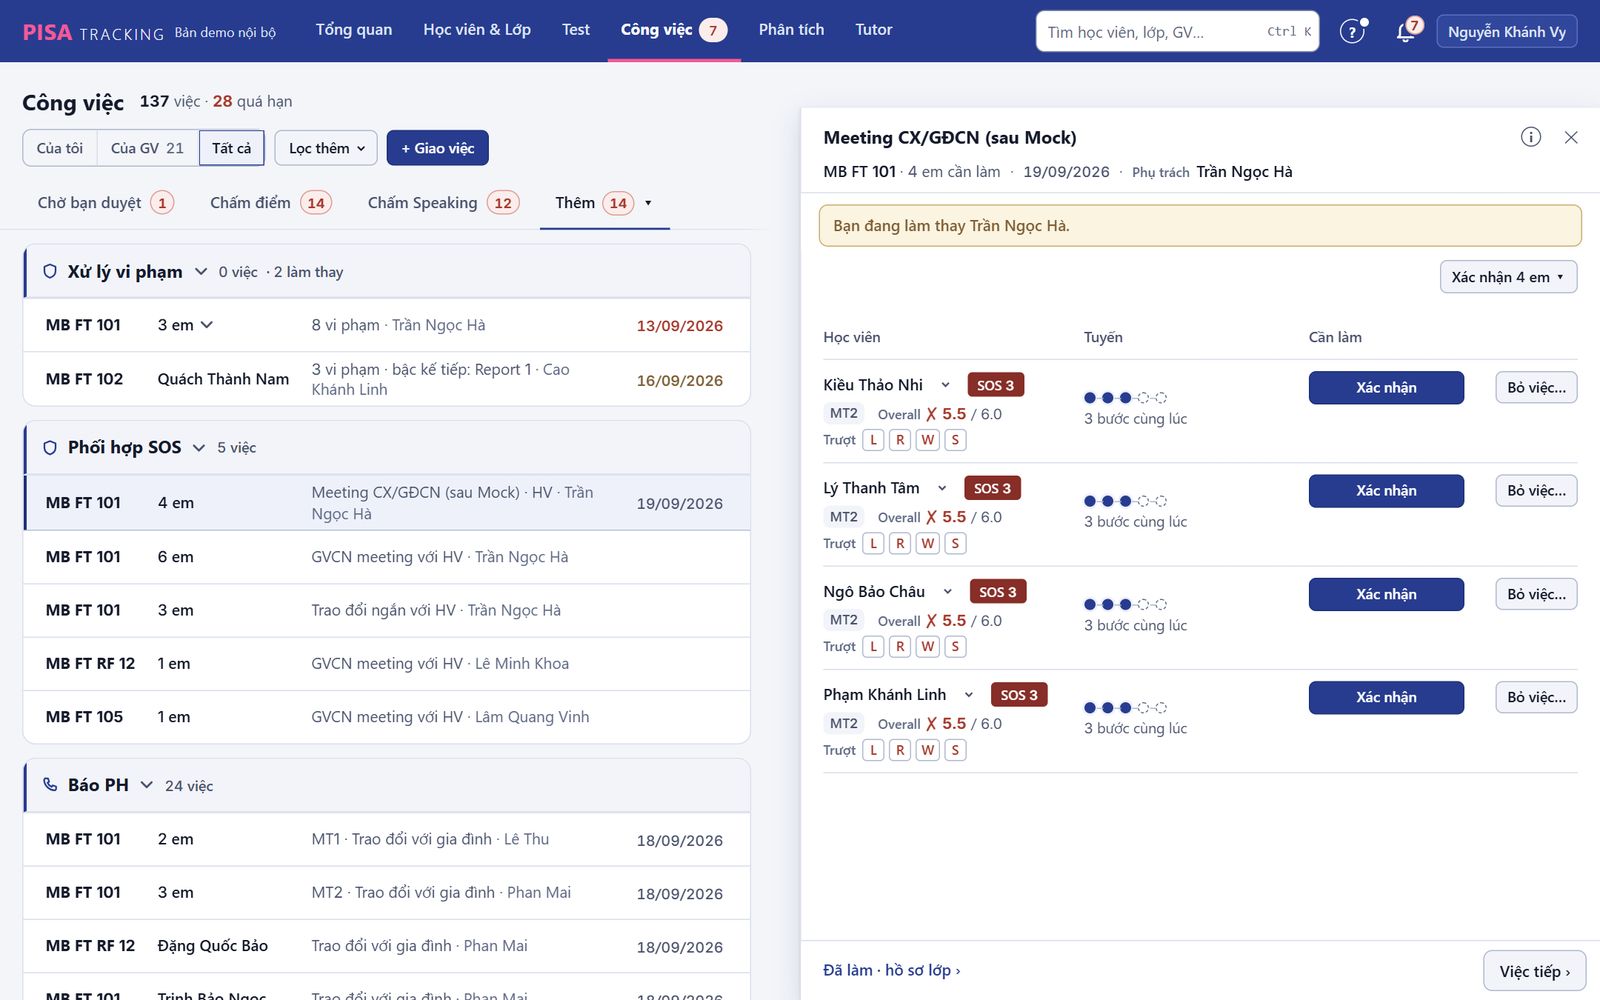 PISA TRACKING Bản demo nội bộ Tổng quan Học viên & Lớp Test Công việc 7 Phân tích Tutor Tìm học viên, lớp, GV... Ctrl K ? 7 Nguyễn Khánh Vy
Công việc 137 việc · 28 quá hạn
Của tôi Của GV 21 Tất cả Lọc thêm + Giao việc
Chờ bạn duyệt 1 Chấm điểm 14 Chấm Speaking 12 Thêm 14
Xử lý vi phạm 0 việc · 2 làm thay
MB FT 101 3 em 8 vi phạm · Trần Ngọc Hà 13/09/2026
MB FT 102 Quách Thành Nam 3 vi phạm · bậc kế tiếp: Report 1 · Cao
Khánh Linh 16/09/2026
Phối hợp SOS 5 việc
MB FT 101 4 em Meeting CX/GĐCN (sau Mock) · HV · Trần
Ngọc Hà 19/09/2026
MB FT 101 6 em GVCN meeting với HV · Trần Ngọc Hà
MB FT 101 3 em Trao đổi ngắn với HV · Trần Ngọc Hà
MB FT RF 12 1 em GVCN meeting với HV · Lê Minh Khoa
MB FT 105 1 em GVCN meeting với HV · Lâm Quang Vinh
Báo PH 24 việc
MB FT 101 2 em MT1 · Trao đổi với gia đình · Lê Thu 18/09/2026
MB FT 101 3 em MT2 · Trao đổi với gia đình · Phan Mai 18/09/2026
MB FT RF 12 Đặng Quốc Bảo Trao đổi với gia đình · Phan Mai 18/09/2026
MB FT 101 Trịnh Bảo Ngọc Trao đổi với gia đình · Phan Mai 18/09/2026
Meeting CX/GĐCN (sau Mock)
MB FT 101 · 4 em cần làm · 19/09/2026 · Phụ trách Trần Ngọc Hà
Bạn đang làm thay Trần Ngọc Hà.
Xác nhận 4 em
Học viên Tuyến Cần làm
Kiều Thảo Nhi SOS 3 Xác nhận Bỏ việc...
MT2 Overall ✗ 5.5 / 6.0 3 bước cùng lúc
Trượt L R W S
Lý Thanh Tâm SOS 3 Xác nhận Bỏ việc...
MT2 Overall ✗ 5.5 / 6.0 3 bước cùng lúc
Trượt L R W S
Ngô Bảo Châu SOS 3 Xác nhận Bỏ việc...
MT2 Overall ✗ 5.5 / 6.0 3 bước cùng lúc
Trượt L R W S
Phạm Khánh Linh SOS 3 Xác nhận Bỏ việc...
MT2 Overall ✗ 5.5 / 6.0 3 bước cùng lúc
Trượt L R W S
Đã làm · hồ sơ lớp › Việc tiếp ›